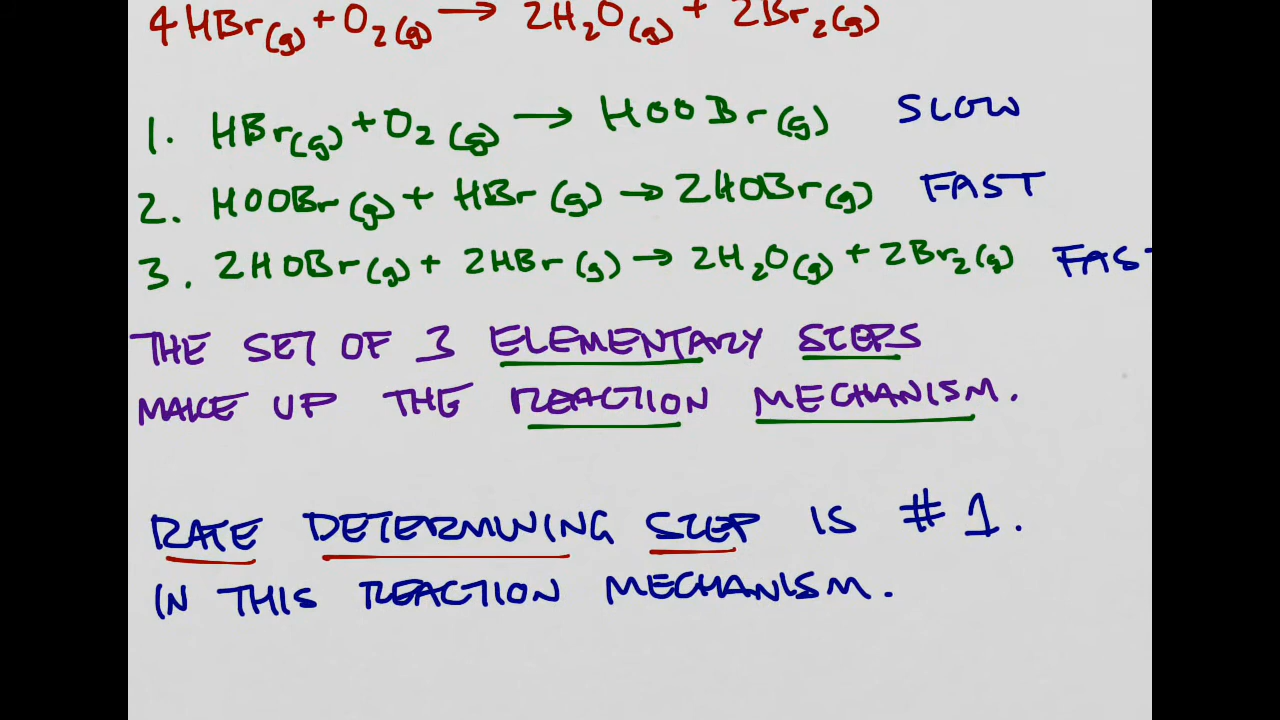 4HBr(g) + O₂(g) → 2H₂O(g) + 2Br₂(g)
1. HBr(g) + O₂(g) → HOOBr(g) SLOW
2. HOOBr(g) + HBr(g) → 2HOBr(g) FAST
3. 2HOBr(g) + 2HBr(g) → 2H₂O(g) + 2Br₂(g) FAST
THE SET OF 3 ELEMENTARY STEPS
MAKE UP THE REACTION MECHANISM.
RATE DETERMINING STEP IS #1.
IN THIS REACTION MECHANISM.